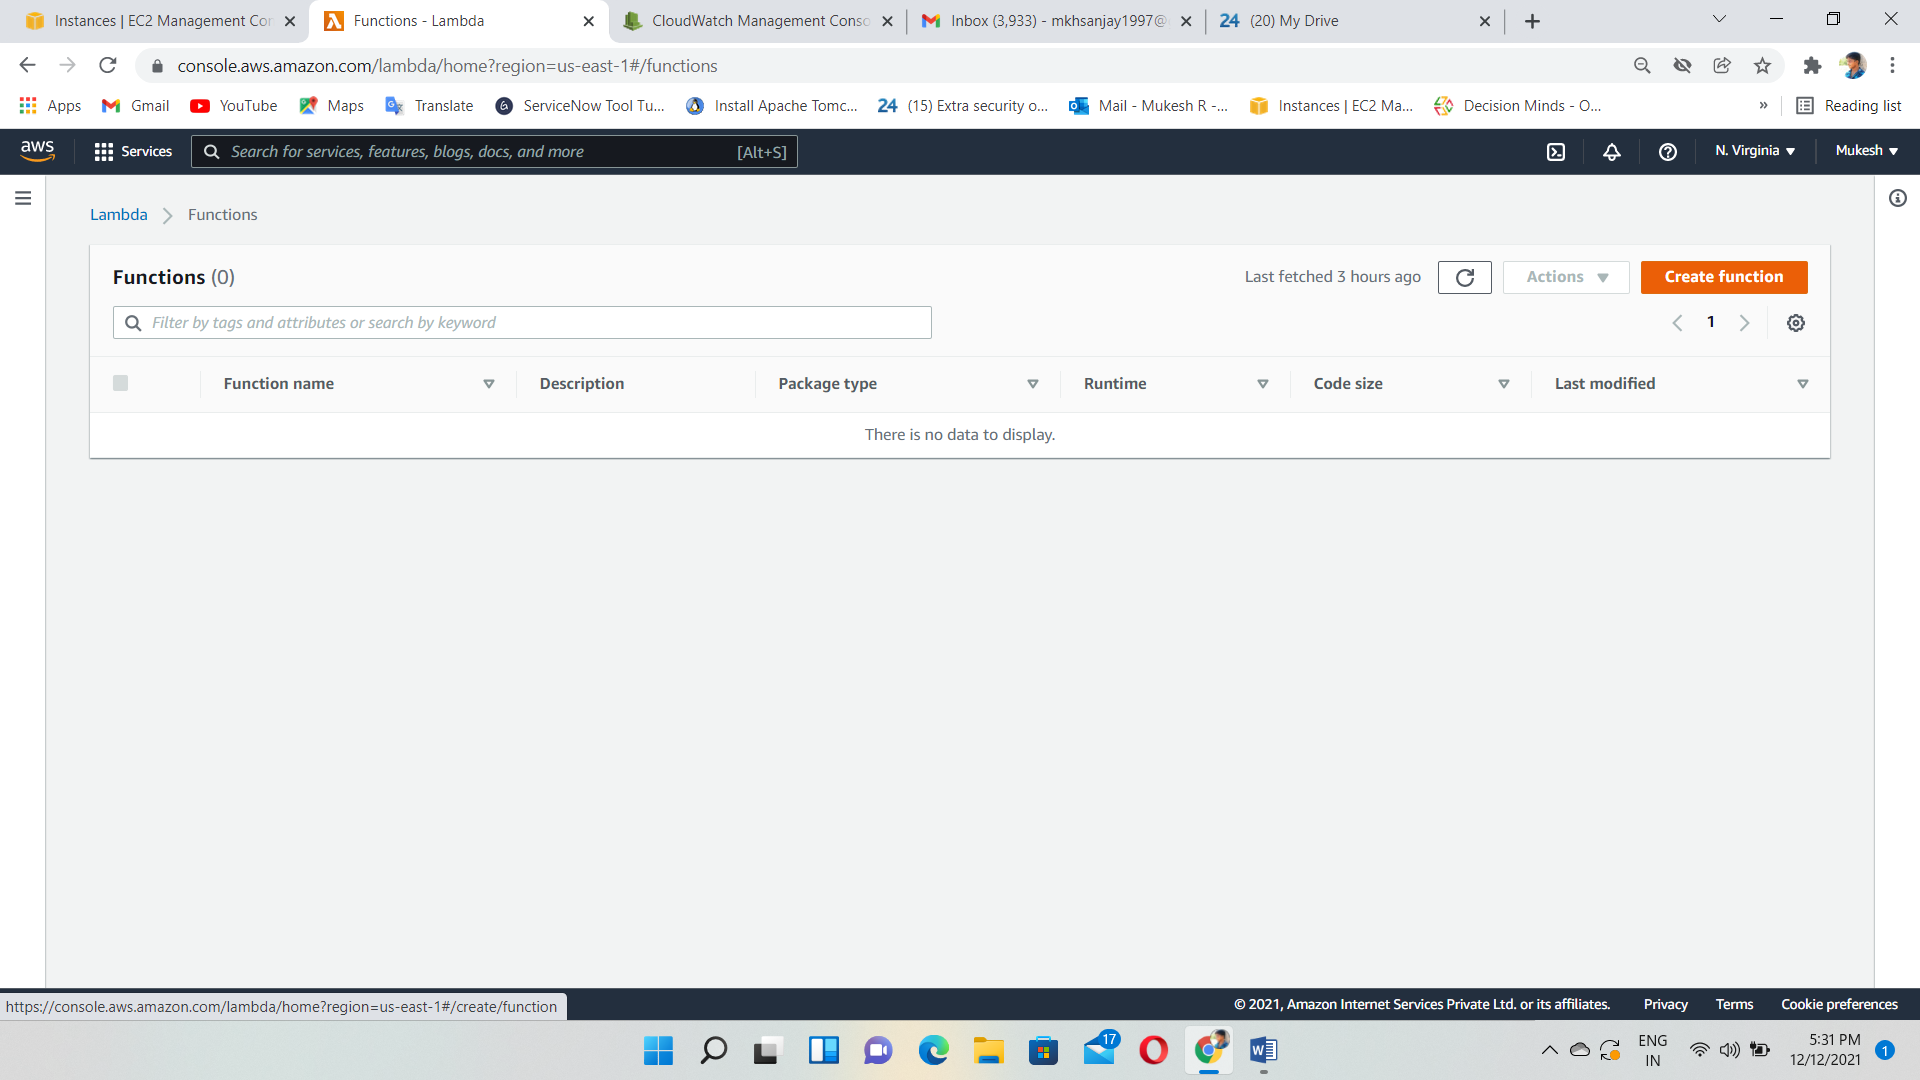 Instances | EC2 Management Con
Functions - Lambda
CloudWatch Management Conso
Inbox (3,933) - mkhsanjay1997@
24 (20) My Drive
console.aws.amazon.com/lambda/home?region=us-east-1#/functions
Apps
Gmail
YouTube
Maps
Translate
ServiceNow Tool Tu...
Install Apache Tomc...
24 (15) Extra security o...
Mail - Mukesh R -...
Instances | EC2 Ma...
Decision Minds - O...
»
Reading list
aws
Services
Search for services, features, blogs, docs, and more
[Alt+S]
N. Virginia
Mukesh
Lambda
Functions
Functions (0)
Last fetched 3 hours ago
Actions
Create function
Filter by tags and attributes or search by keyword
1
Function name
Description
Package type
Runtime
Code size
Last modified
There is no data to display.
https://console.aws.amazon.com/lambda/home?region=us-east-1#/create/function
© 2021, Amazon Internet Services Private Ltd. or its affiliates.
Privacy
Terms
Cookie preferences
17
ENG
IN
5:31 PM
12/12/2021
1